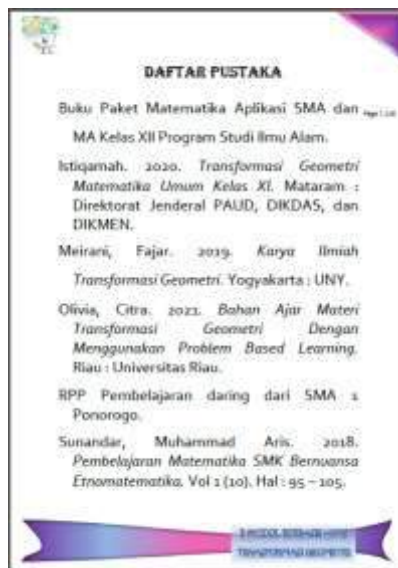 DAFTAR PUSTAKA
Buku Paket Matematika Aplikasi SMA dan
MA Kelas XII Program Studi Ilmu Alam.
Istiqamah. 2020. Transformasi Geometri
Matematika Umum Kelas XI. Mataram :
Direktorat Jenderal PAUD, DIKDAS, dan
DIKMEN.
Meirani, Fajar. 2019. Karya Ilmiah
Transformasi Geometri. Yogyakarta : UNY.
Olivia, Citra. 2021. Bahan Ajar Materi
Transformasi Geometri Dengan
Menggunakan Problem Based Learning.
Riau : Universitas Riau.
RPP Pembelajaran daring dari SMA 1
Ponorogo.
Sunandar, Muhammad Aris. 2018.
Pembelajaran Matematika SMK Bernuansa
Etnomatematika. Vol 1 (10). Hal : 95 – 105.
TRANSFORMASI GEOMETRI